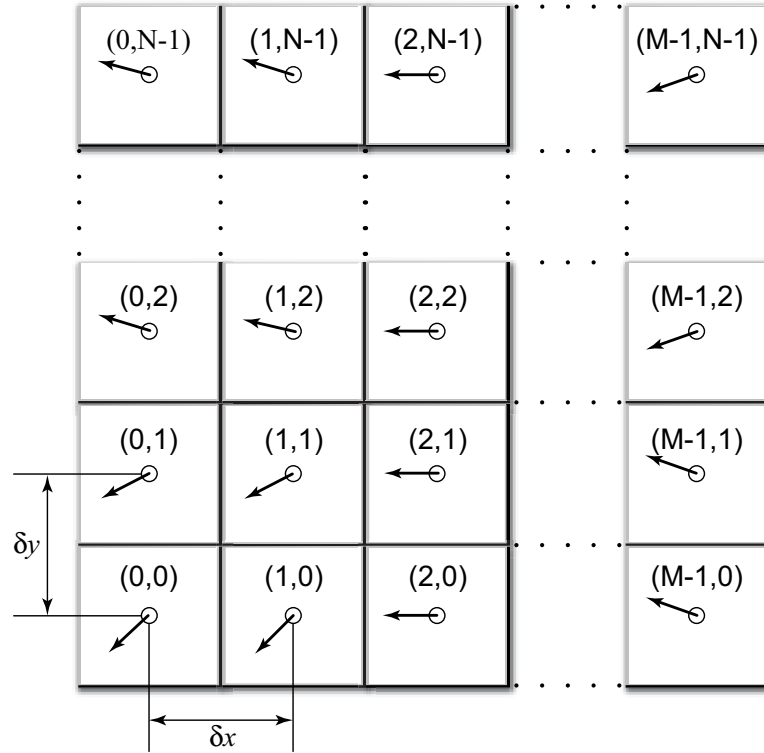 (0,N-1) (1,N-1) (2,N-1) (M-1,N-1)
(0,2) (1,2) (2,2) (M-1,2)
(0,1) (1,1) (2,1) (M-1,1)
δy
(0,0) (1,0) (2,0) (M-1,0)
δx